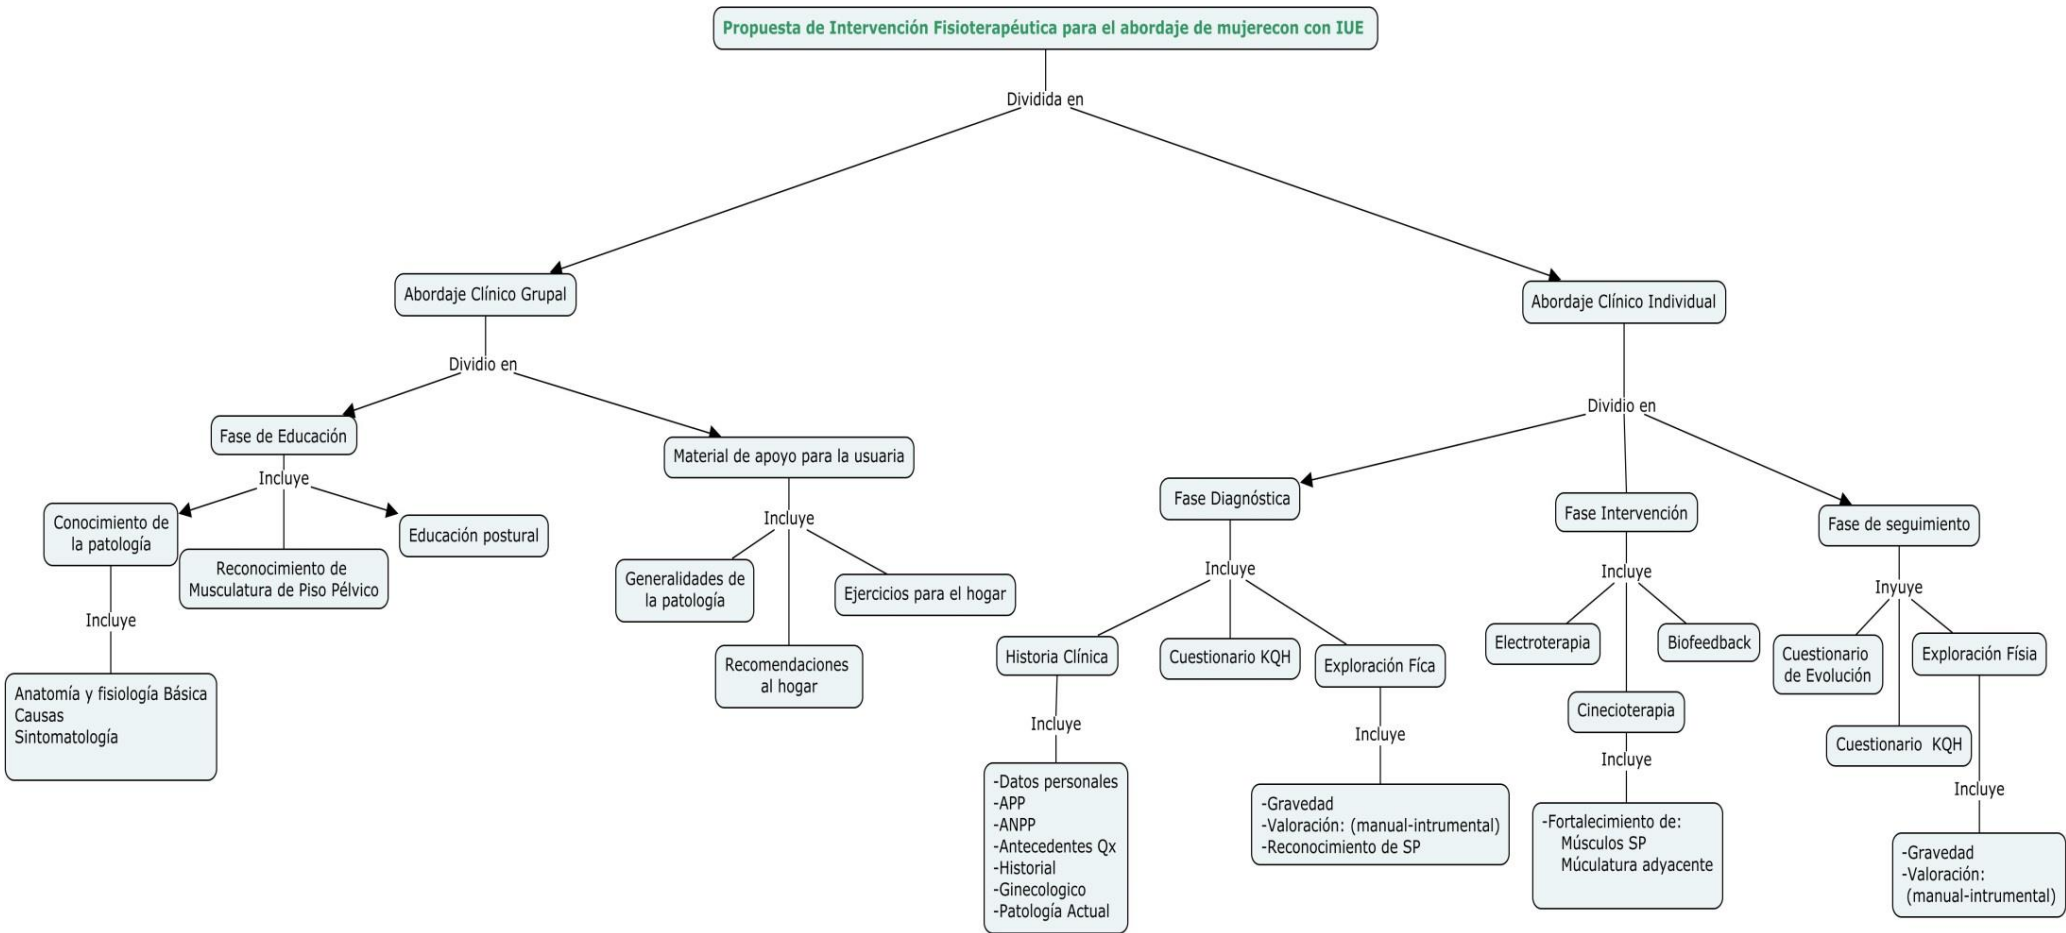 Propuesta de Intervención Fisioterapéutica para el abordaje de mujerecon con IUE
Dividida en
Abordaje Clínico Grupal
Dividio en
Fase de Educación
Incluye
Conocimiento de
la patología
Incluye
Anatomía y fisiología Básica
Causas
Sintomatología
Reconocimiento de
Musculatura de Piso Pélvico
Educación postural
Material de apoyo para la usuaria
Incluye
Generalidades de
la patología
Recomendaciones
al hogar
Ejercicios para el hogar
Abordaje Clínico Individual
Dividio en
Fase Diagnóstica
Incluye
Historia Clínica
Incluye
-Datos personales
-APP
-ANPP
-Antecedentes Qx
-Historial
-Ginecologico
-Patología Actual
Cuestionario KQH
Exploración Fíca
Incluye
-Gravedad
-Valoración: (manual-intrumental)
-Reconocimiento de SP
Fase Intervención
Incluye
Electroterapia
Cinecioterapia
Incluye
-Fortalecimiento de:
Músculos SP
Múculatura adyacente
Biofeedback
Fase de seguimiento
Inyuye
Cuestionario
de Evolución
Cuestionario KQH
Exploración Físia
Incluye
-Gravedad
-Valoración:
(manual-intrumental)